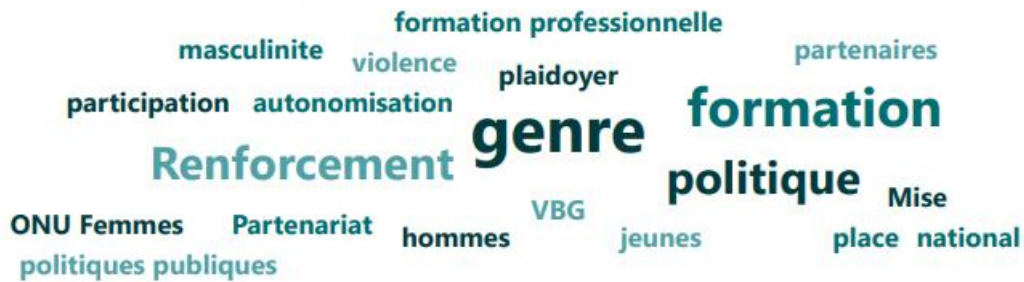 formation professionnelle
masculinite violence partenaires
plaidoyer
participation autonomisation formation
genre
Renforcement politique
Mise
VBG
ONU Femmes Partenariat hommes jeunes place national
politiques publiques